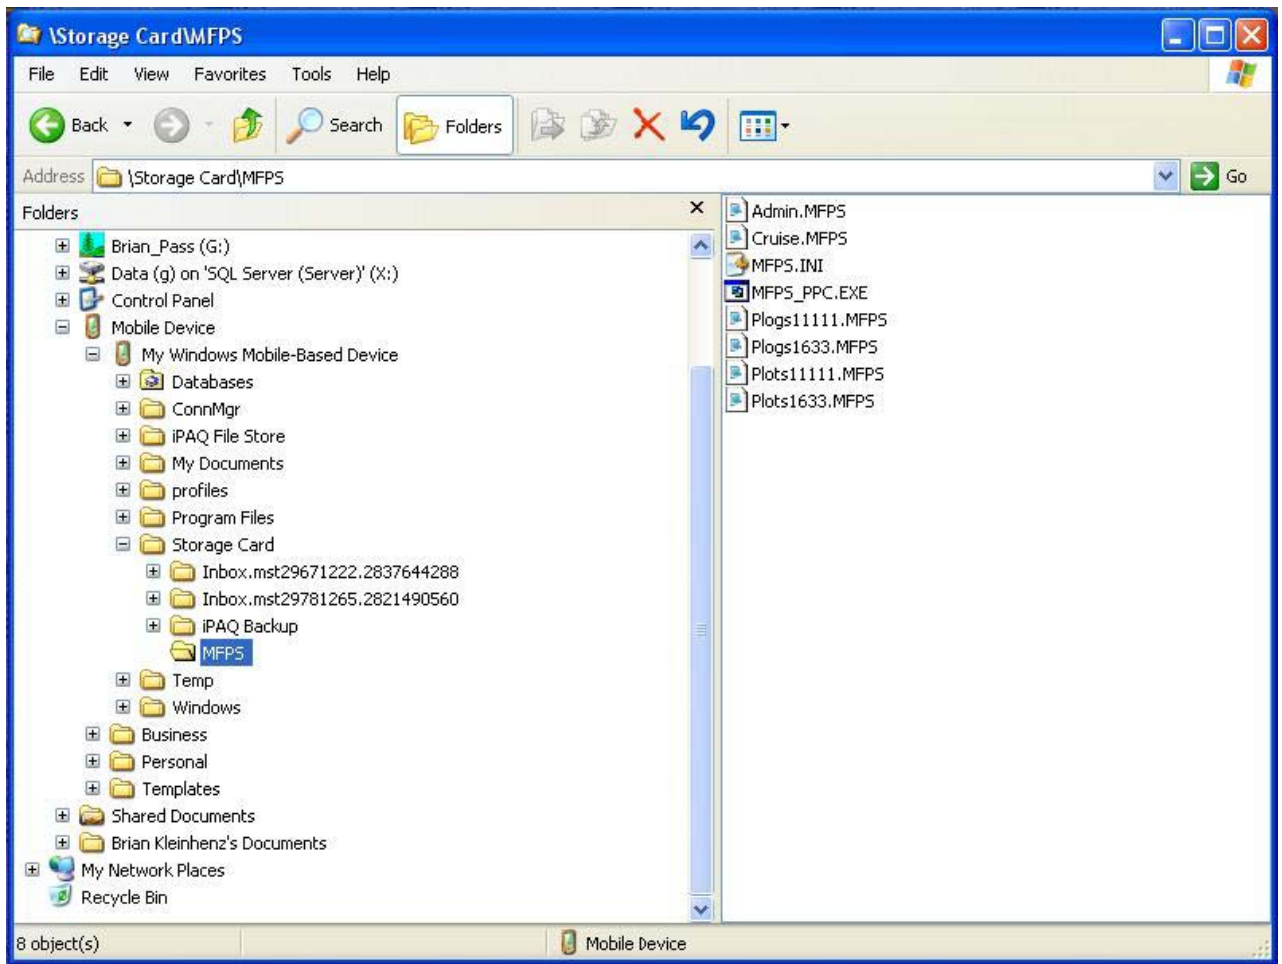 \Storage Card\MFPS
File Edit View Favorites Tools Help
Back Search Folders
Address \Storage Card\MFPS Go
Folders
Brian_Pass (G:)
Data (g) on 'SQL Server (Server)' (X:)
Control Panel
Mobile Device
My Windows Mobile-Based Device
Databases
ConnMgr
iPAQ File Store
My Documents
profiles
Program Files
Storage Card
Inbox.mst29671222.2837644288
Inbox.mst29781265.2821490560
iPAQ Backup
MFPS
Temp
Windows
Business
Personal
Templates
Shared Documents
Brian Kleinhenz's Documents
My Network Places
Recycle Bin
Admin.MFPS
Cruise.MFPS
MFPS.INI
MFPS_PPC.EXE
Plogs11111.MFPS
Plogs1633.MFPS
Plots11111.MFPS
Plots1633.MFPS
8 object(s) Mobile Device